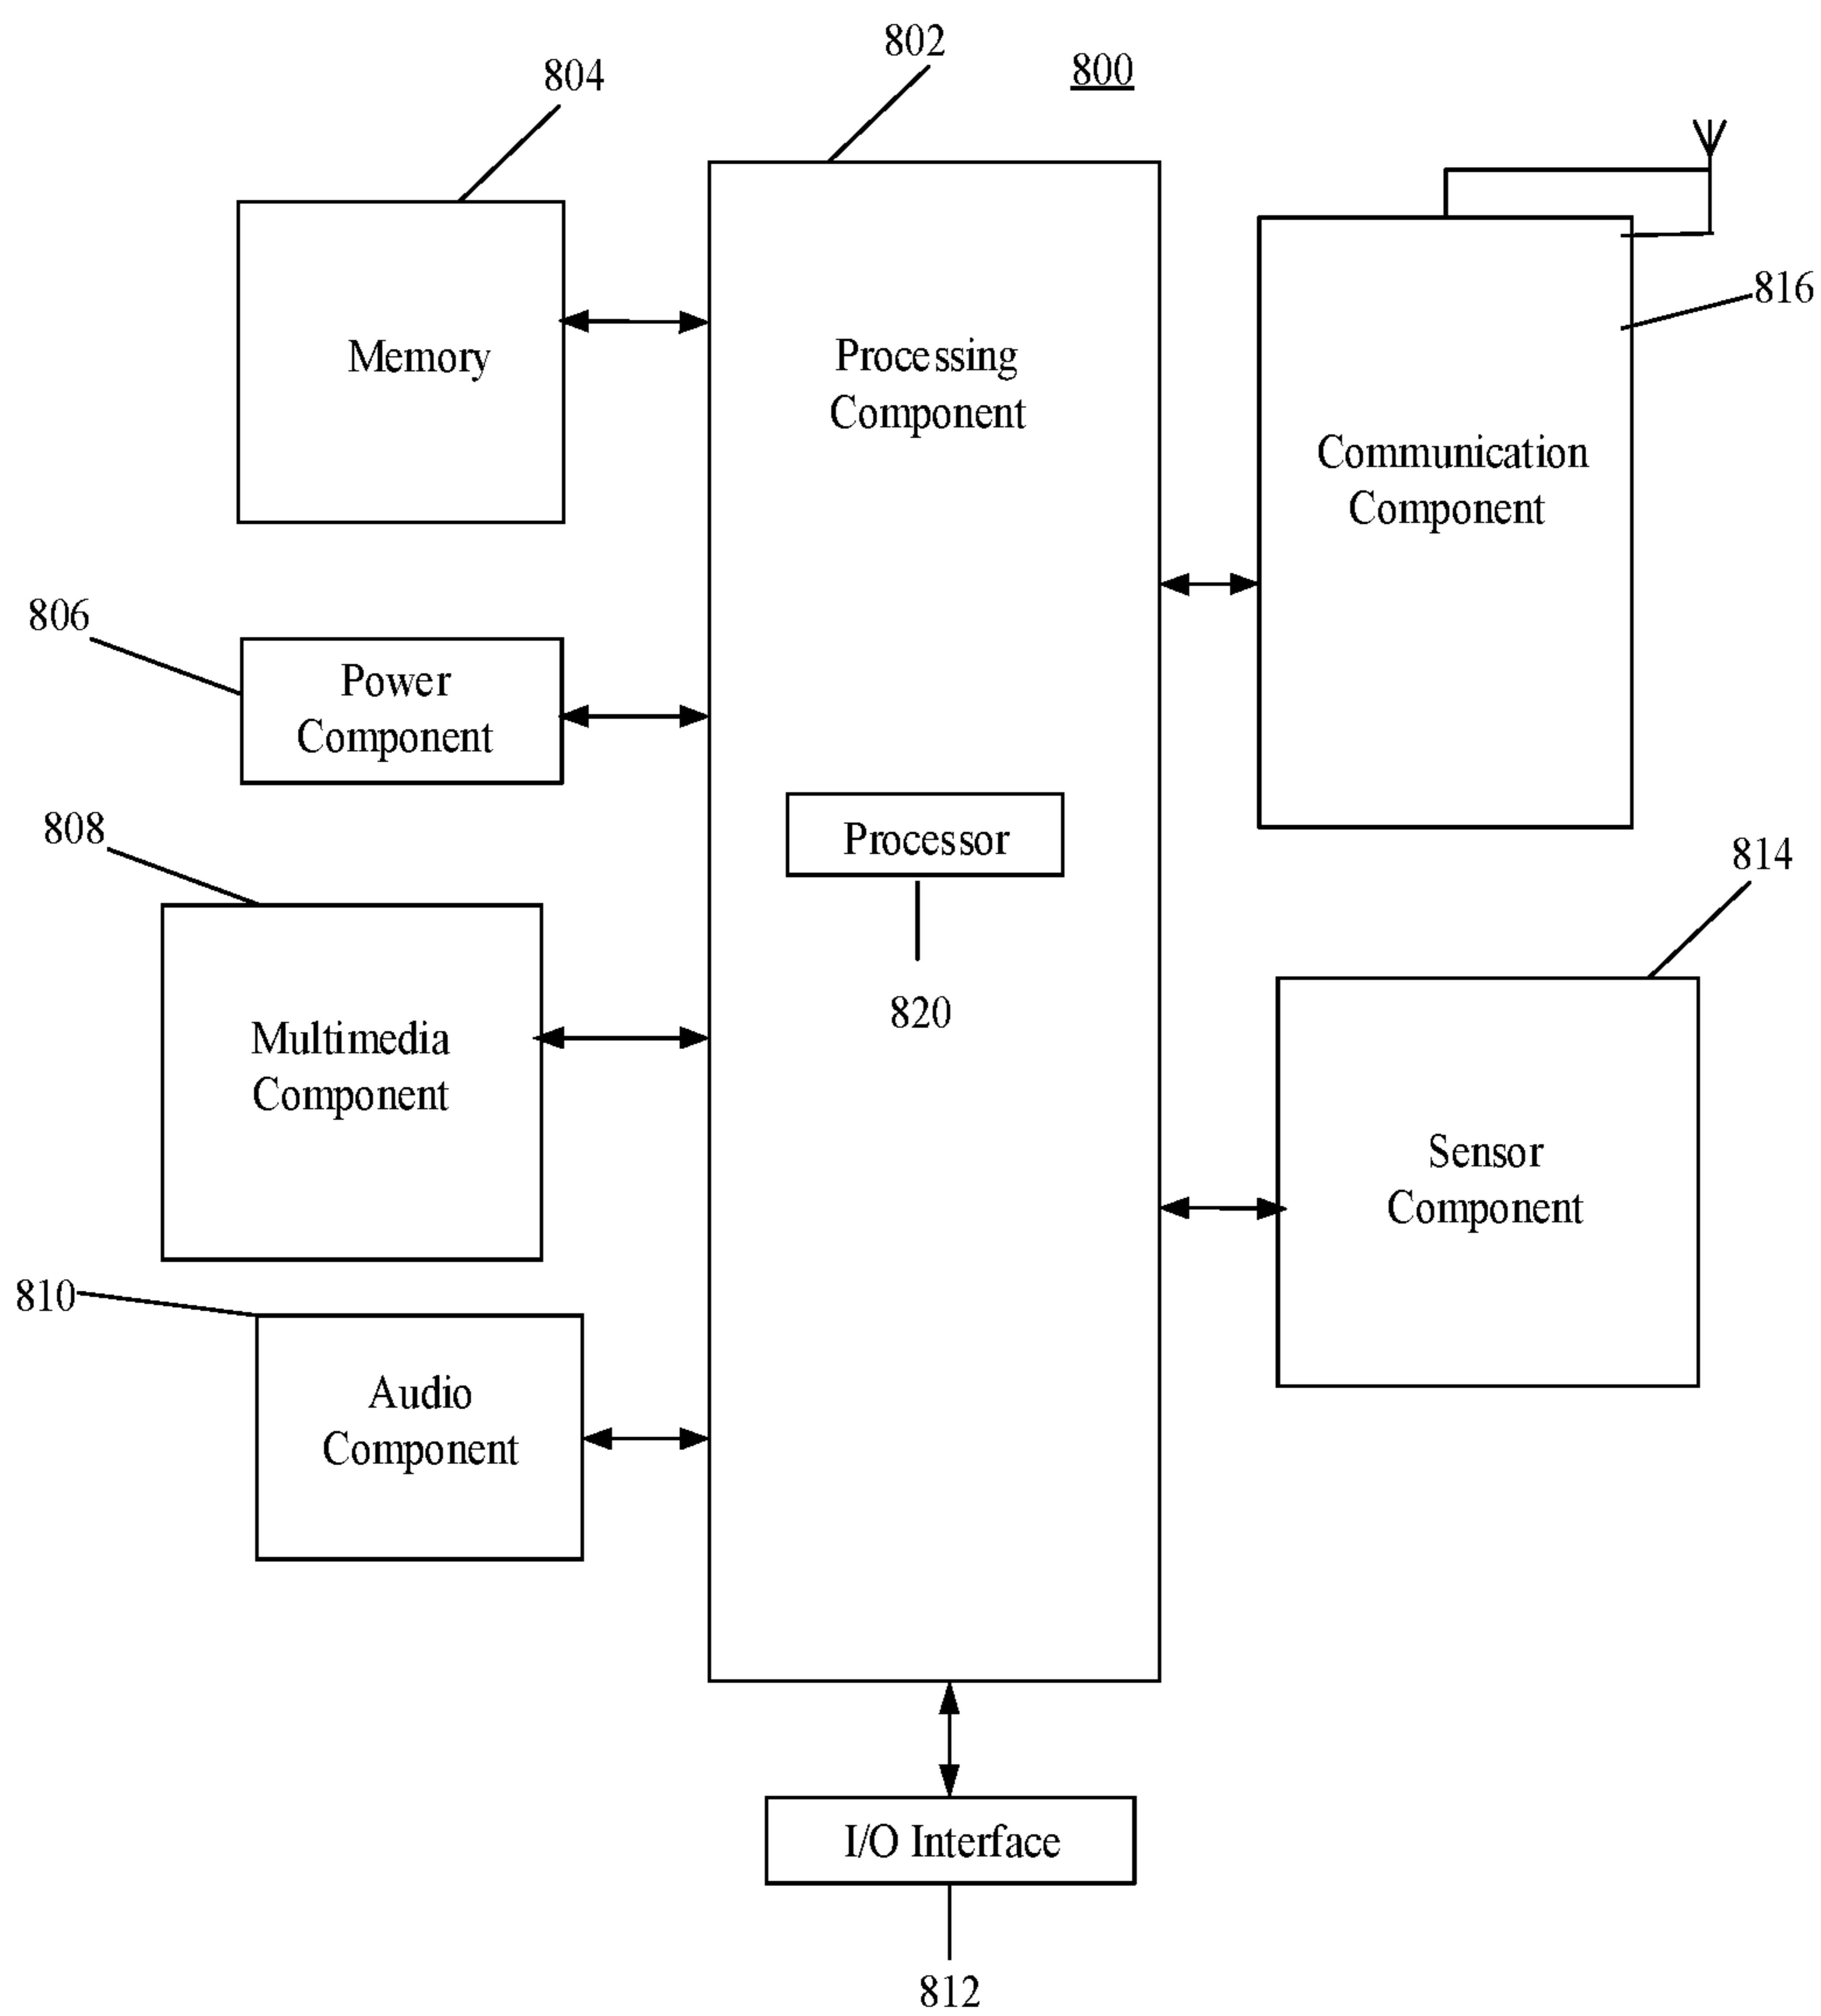 802
800
804
816
Memory
Processing
Component
Communication
Component
806
Power
Component
808
Processor
814
820
Multimedia
Component
Sensor
Component
810
Audio
Component
I/O Interface
812